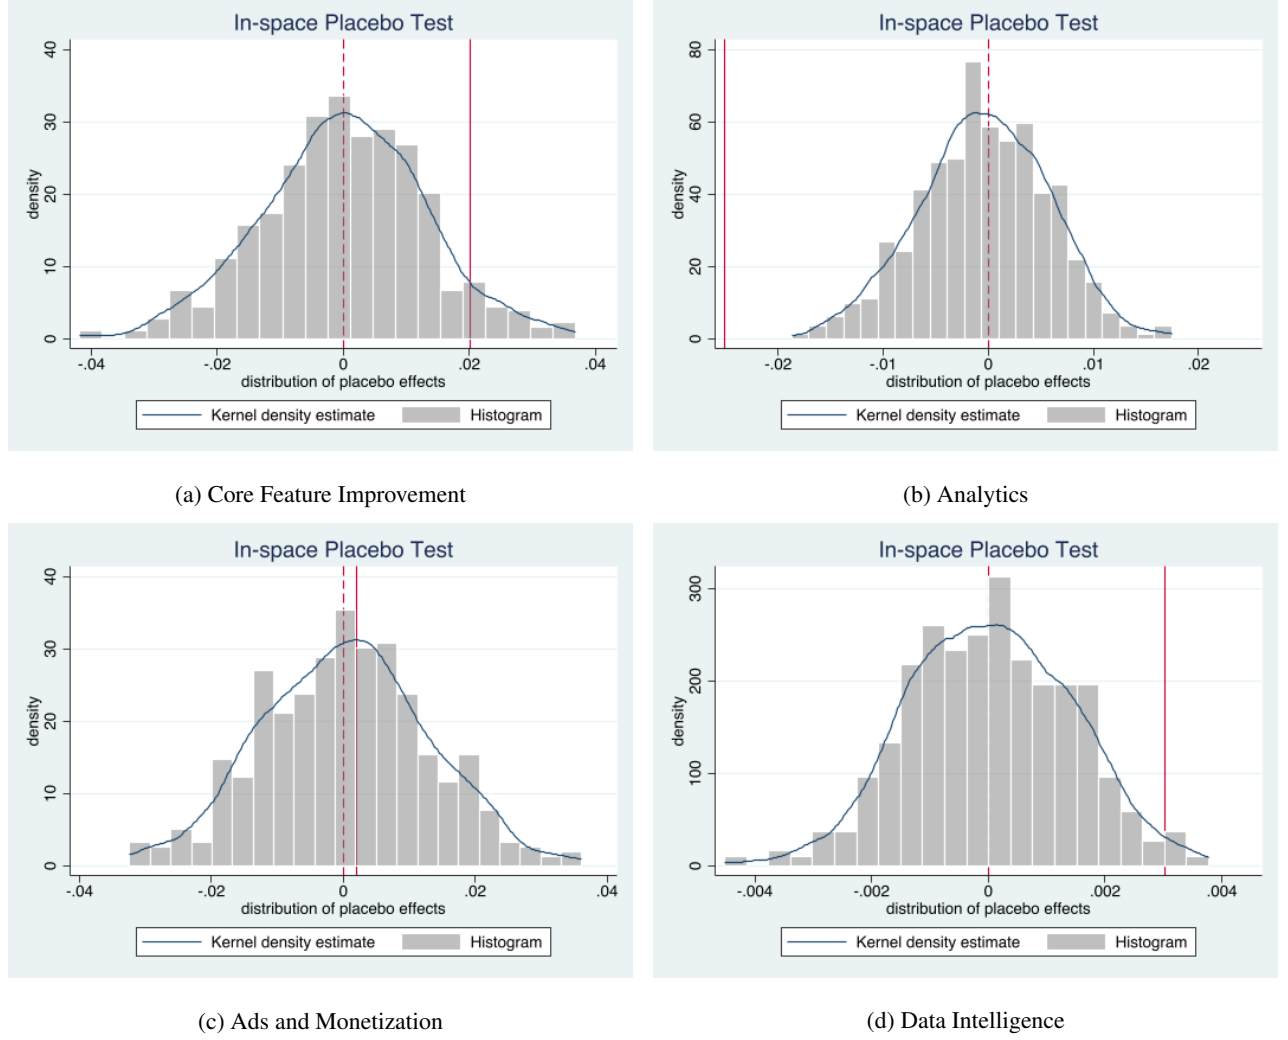 In-space Placebo Test
40
30
20
10
0
density
-.04 -.02 0 .02 .04
distribution of placebo effects
Kernel density estimate Histogram
(a) Core Feature Improvement
In-space Placebo Test
80
60
40
20
0
density
-.02 -.01 0 .01 .02
distribution of placebo effects
Kernel density estimate Histogram
(b) Analytics
In-space Placebo Test
40
30
20
10
0
density
-.04 -.02 0 .02 .04
distribution of placebo effects
Kernel density estimate Histogram
(c) Ads and Monetization
In-space Placebo Test
300
200
100
0
density
-.004 -.002 0 .002 .004
distribution of placebo effects
Kernel density estimate Histogram
(d) Data Intelligence